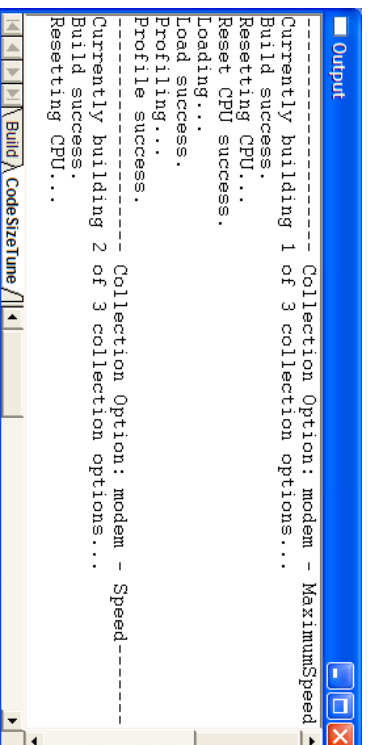 Output
---------------- Collection Option: modem - MaximumSpeed
Currently building 1 of 3 collection options...
Build success.
Resetting CPU...
Reset CPU success.
Loading...
Load success.
Profiling...
Profile success.
---------------- Collection Option: modem - Speed--------
Currently building 2 of 3 collection options...
Build success.
Resetting CPU...
Build CodeSizeTune